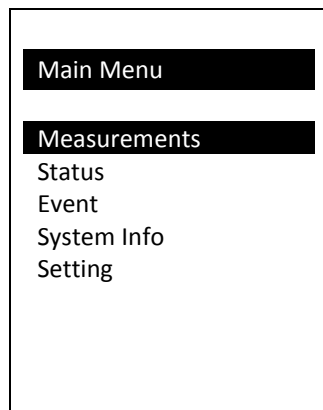 Main Menu
Measurements
Status
Event
System Info
Setting